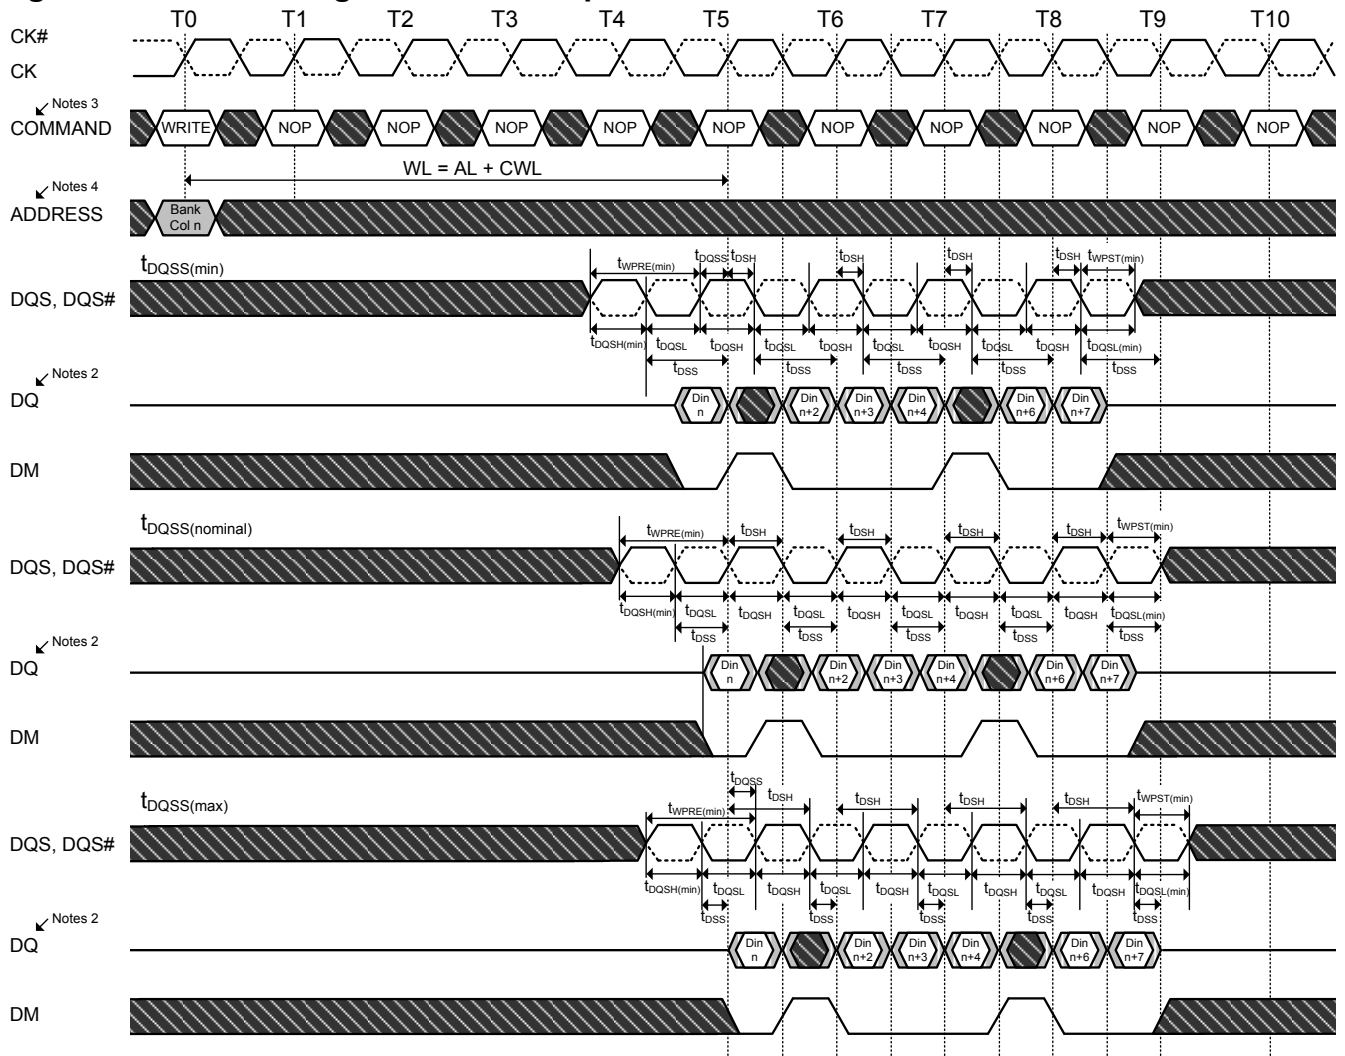 T0 T1 T2 T3 T4 T5 T6 T7 T8 T9 T10
CK#
CK
Notes 3
COMMAND WRITE NOP NOP NOP NOP NOP NOP NOP NOP NOP NOP
WL = AL + CWL
Notes 4
ADDRESS
Bank
Col n
tDQSS(min)
tWPRE(min) tDQSS tDSH tDSH tDSH tDSH tWPST(min)
DQS, DQS#
tDQSH(min) tDQSL tDQSH tDQSL tDQSH tDQSL tDQSH tDQSL tDQSH tDQSL(min)
tDSS tDSS tDSS tDSS tDSS
Notes 2
DQ
Din Din Din Din Din Din
n n+2 n+3 n+4 n+6 n+7
DM
tDQSS(nominal)
tWPRE(min) tDSH tDSH tDSH tDSH tWPST(min)
DQS, DQS#
tDQSH(min) tDQSL tDQSH tDQSL tDQSH tDQSL tDQSH tDQSL tDQSH tDQSL(min)
tDSS tDSS tDSS tDSS tDSS
Notes 2
DQ
Din Din Din Din Din Din
n n+2 n+3 n+4 n+6 n+7
DM
tDQSS
tDQSS(max)
tWPRE(min) tDSH tDSH tDSH tDSH tWPST(min)
DQS, DQS#
tDQSH(min) tDQSL tDQSH tDQSL tDQSH tDQSL tDQSH tDQSL tDQSH tDQSL(min)
tDSS tDSS tDSS tDSS tDSS
Notes 2
DQ
Din Din Din Din Din Din
n n+2 n+3 n+4 n+6 n+7
DM